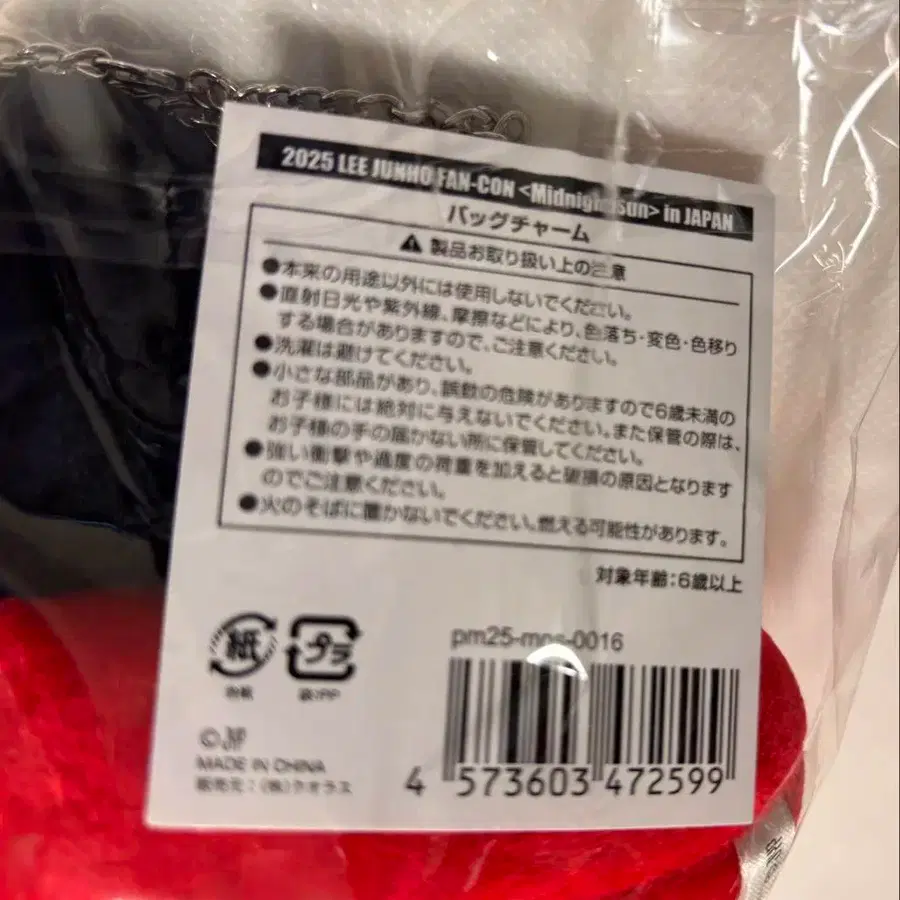 2025 LEE JUNHO FAN-CON <Midnight sun> in JAPAN
バッグチャーム
⚠ 製品お取り扱い上の注意
●本来の用途以外には使用しないでください。
●直射日光や紫外線、摩擦などにより、色落ち・変色・色移り
する場合がありますので、ご注意ください。
●洗濯は避けてください。
●小さな部品があり、誤飲の危険がありますので6歳未満の
お子様には絶対に与えないでください。また保管の際は、
お子様の手の届かない所に保管してください。
●強い衝撃や過度の荷重を加えると破損の原因となります
のでご注意ください。
●火のそばに置かないでください。燃える可能性があります。
対象年齢:6歳以上
pm25-mns-0016
紙 プラ
台紙 袋:PP
©JYP
MADE IN CHINA
販売元:(株)クオラス
4 573603 472599